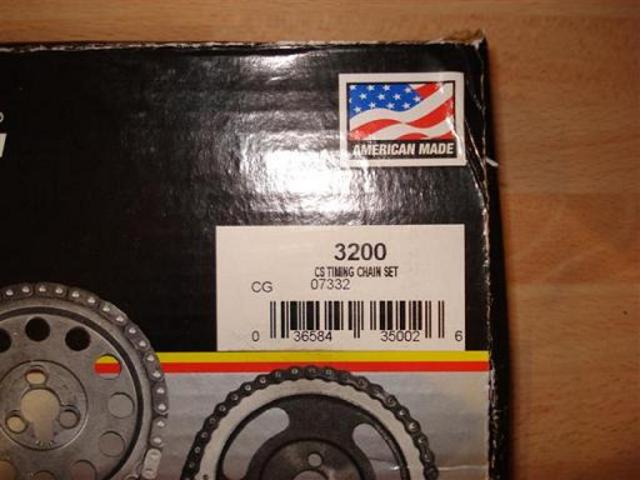 AMERICAN MADE
3200
CS TIMING CHAIN SET
CG 07332
0 36584 35002 6